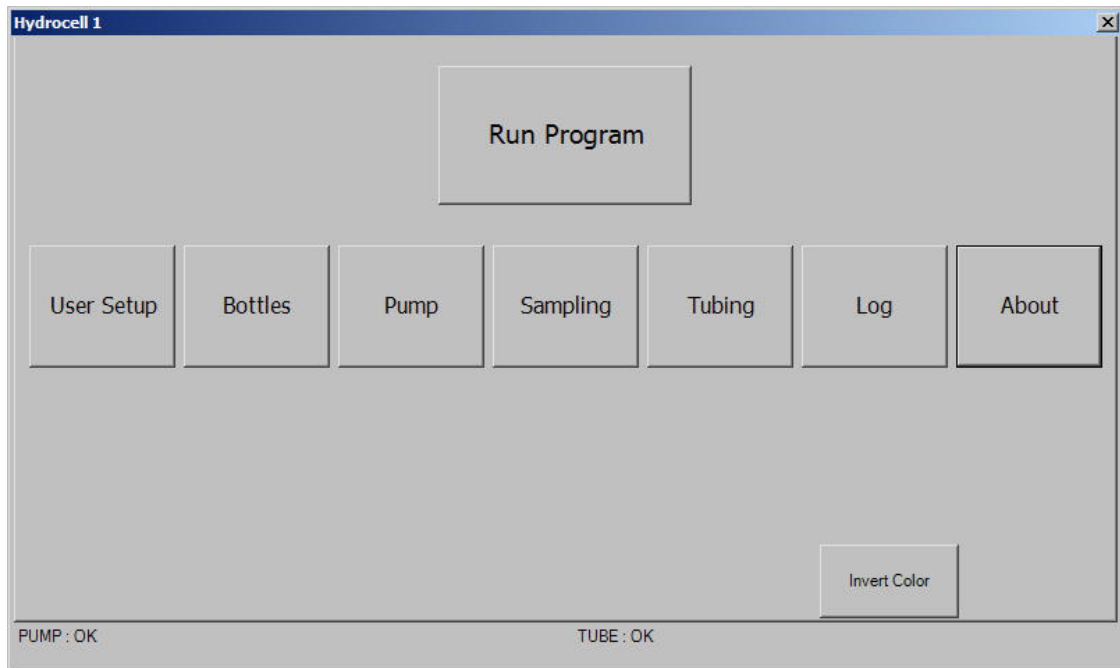 Hydrocell 1
Run Program
User Setup Bottles Pump Sampling Tubing Log About
Invert Color
PUMP : OK TUBE : OK